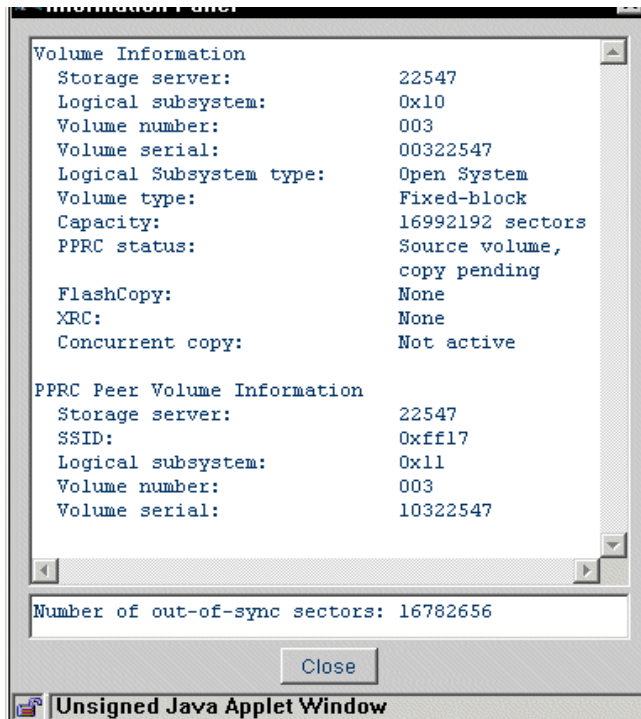 Information Panel
Volume Information
Storage server: 22547
Logical subsystem: 0x10
Volume number: 003
Volume serial: 00322547
Logical Subsystem type: Open System
Volume type: Fixed-block
Capacity: 16992192 sectors
PPRC status: Source volume,
copy pending
FlashCopy: None
XRC: None
Concurrent copy: Not active
PPRC Peer Volume Information
Storage server: 22547
SSID: 0xff17
Logical subsystem: 0x11
Volume number: 003
Volume serial: 10322547
Number of out-of-sync sectors: 16782656
Close
Unsigned Java Applet Window